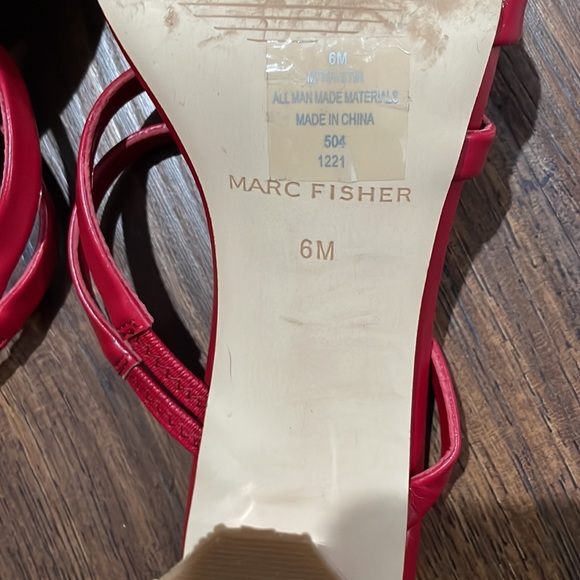 6M
ALL MAN MADE MATERIALS
MADE IN CHINA
504
1221
MARC FISHER
6M